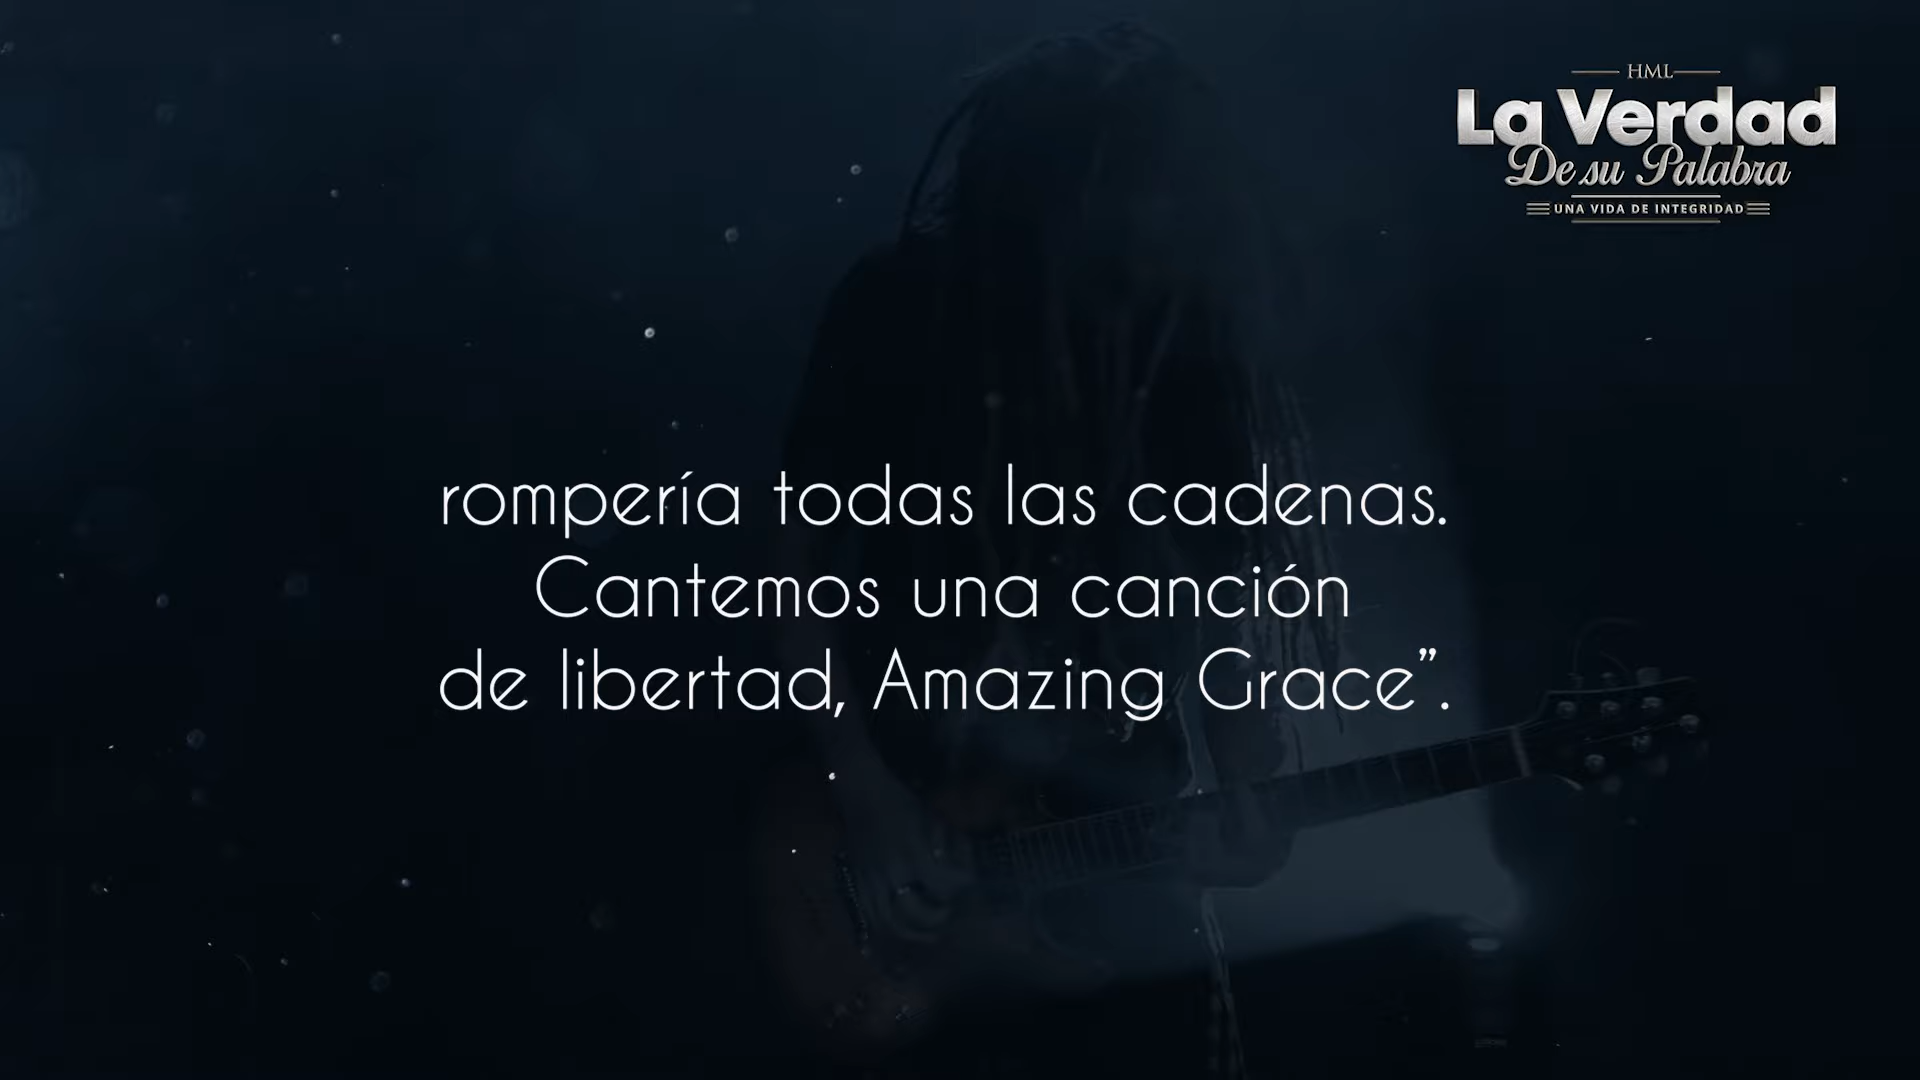 HML
La Verdad
De su Palabra
UNA VIDA DE INTEGRIDAD
rompería todas las cadenas.
Cantemos una canción
de libertad, Amazing Grace”.